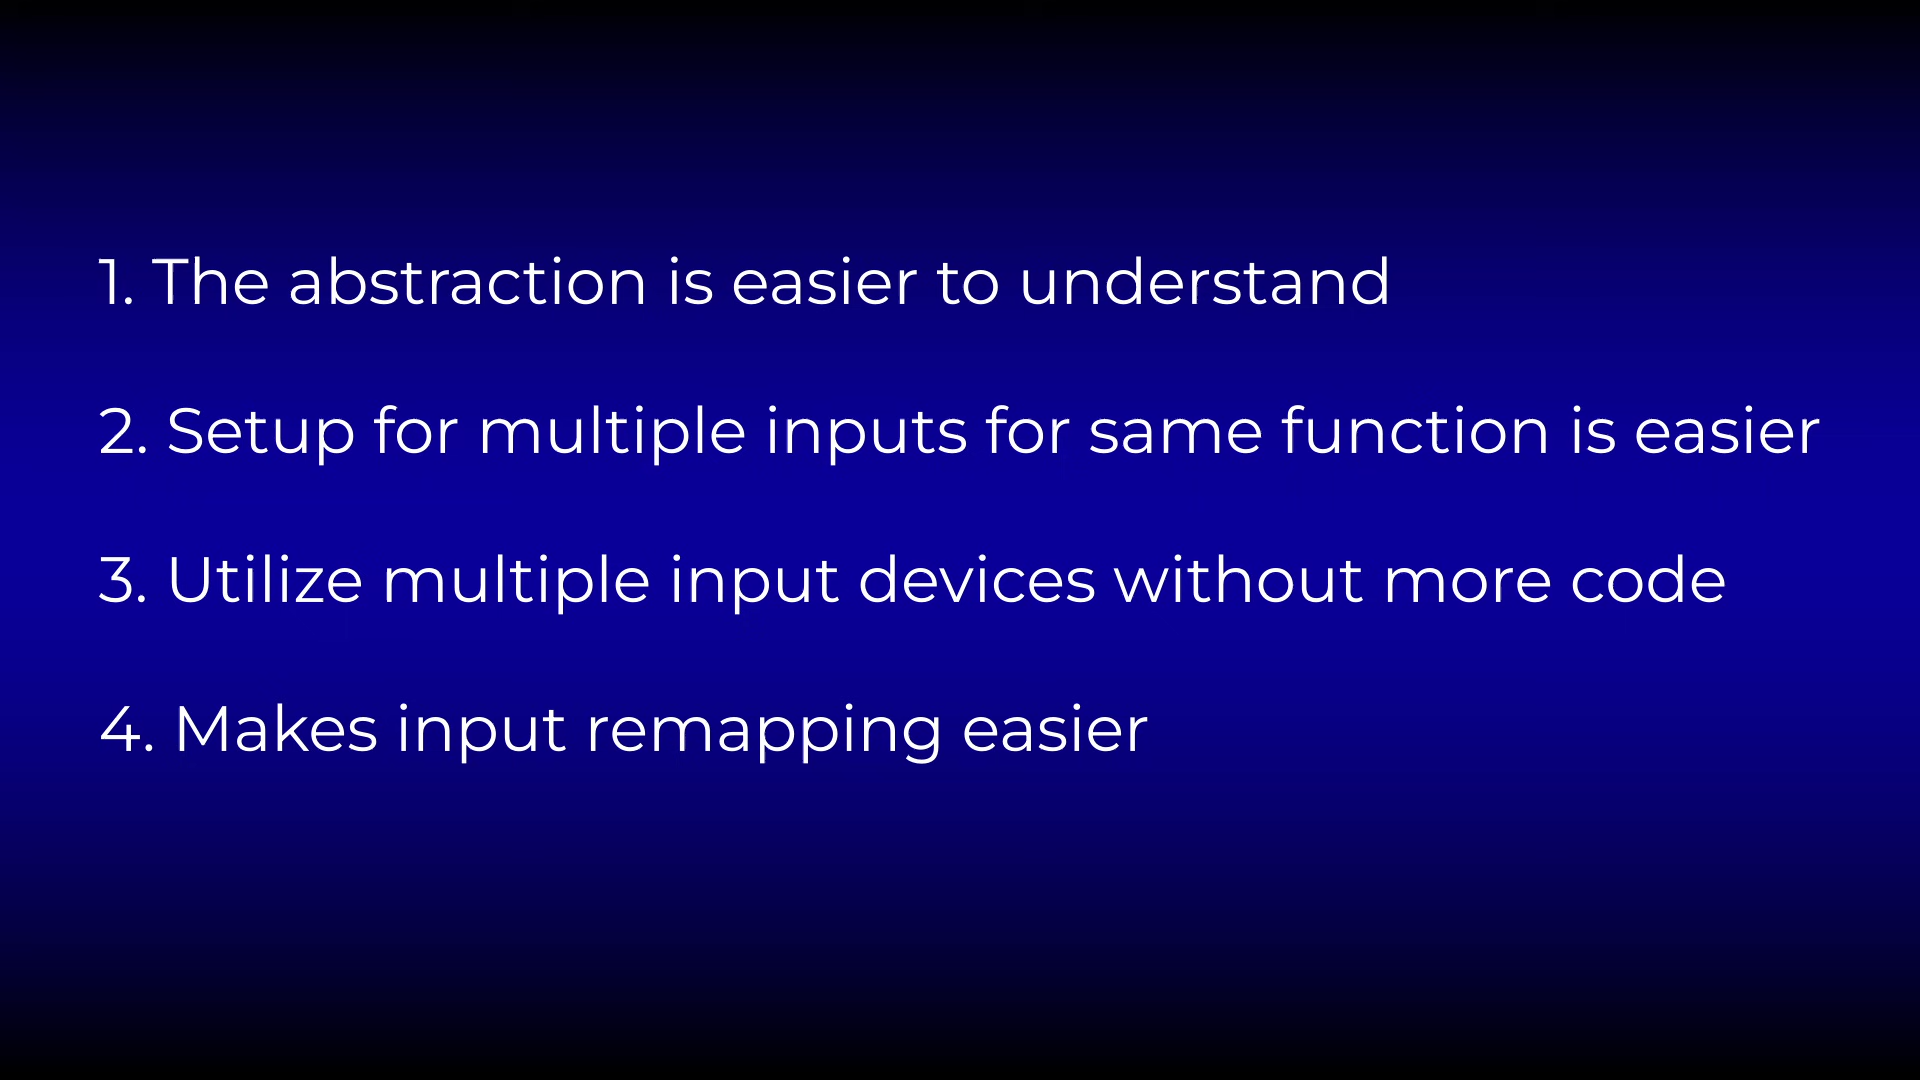 1. The abstraction is easier to understand
2. Setup for multiple inputs for same function is easier
3. Utilize multiple input devices without more code
4. Makes input remapping easier